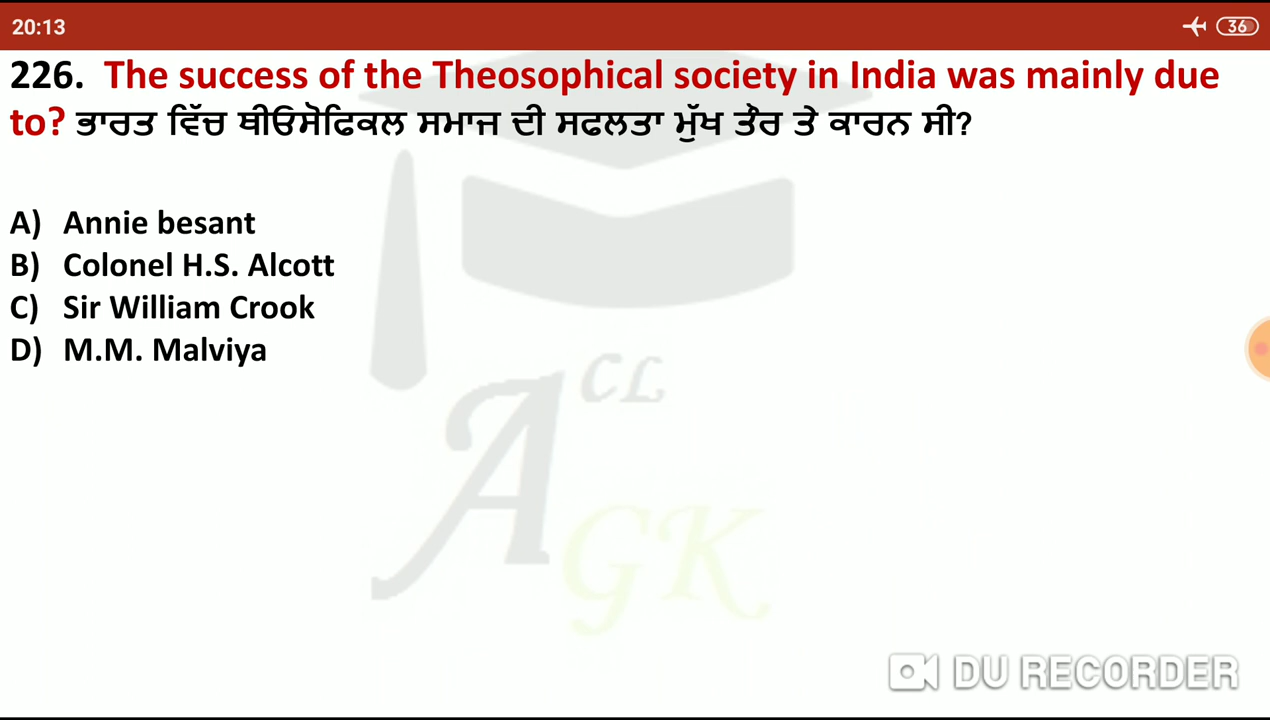 20:13
36
226. The success of the Theosophical society in India was mainly due
to? ਭਾਰਤ ਵਿੱਚ ਥੀਓਸੋਫਿਕਲ ਸਮਾਜ ਦੀ ਸਫਲਤਾ ਮੁੱਖ ਤੌਰ ਤੇ ਕਾਰਨ ਸੀ?
A) Annie besant
B) Colonel H.S. Alcott
C) Sir William Crook
D) M.M. Malviya
A CL
GK
DU RECORDER